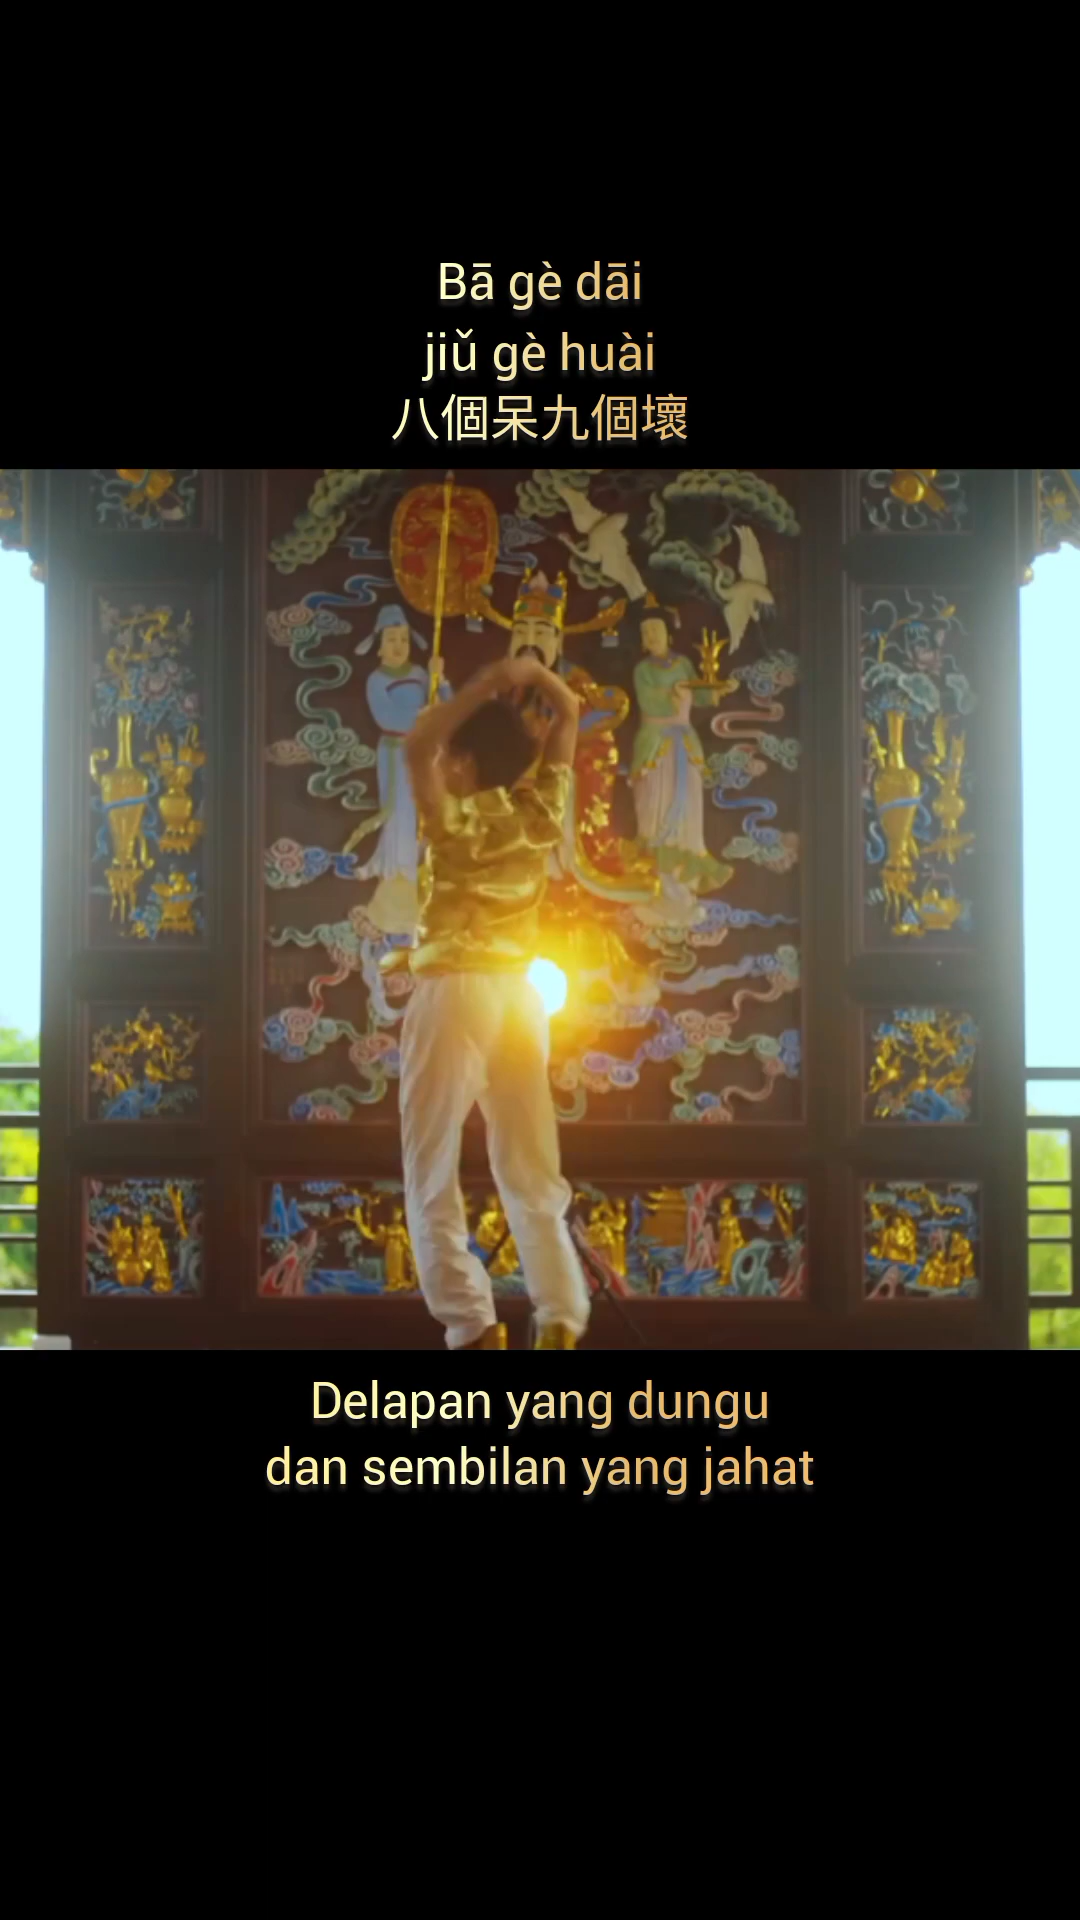 Bā gè dāi
jiǔ gè huài
八個呆九個壞
Delapan yang dungu
dan sembilan yang jahat